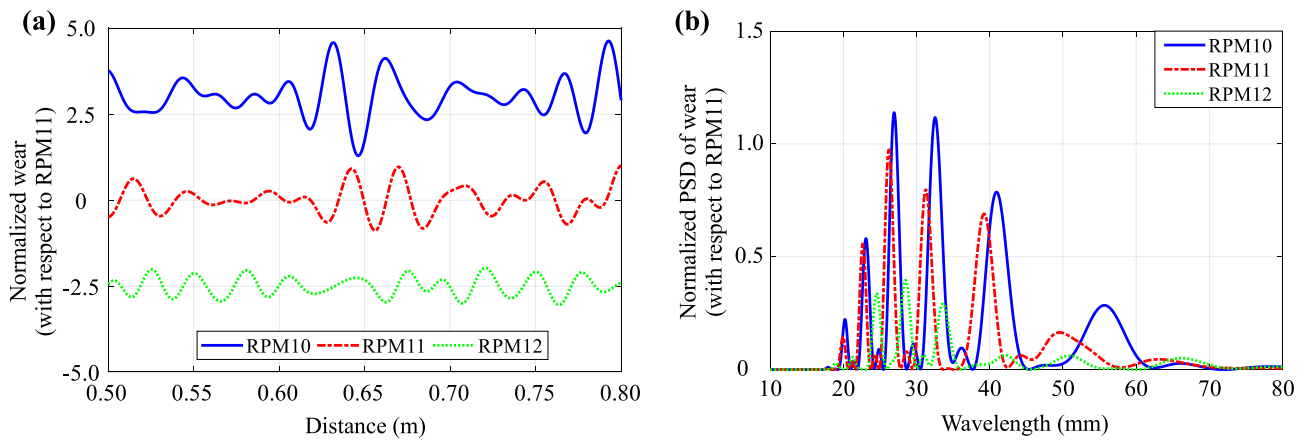 (a)
Normalized wear
(with respect to RPM11)
5.0
2.5
0
-2.5
-5.0
0.50 0.55 0.60 0.65 0.70 0.50 0.80
Distance (m)
RPM10 RPM11 RPM12
(b)
Normalized PSD of wear
(with respect to RPM11)
1.5
1.0
0.5
0
10 20 30 40 50 60 70 80
Wavelength (mm)
RPM10
RPM11
RPM12